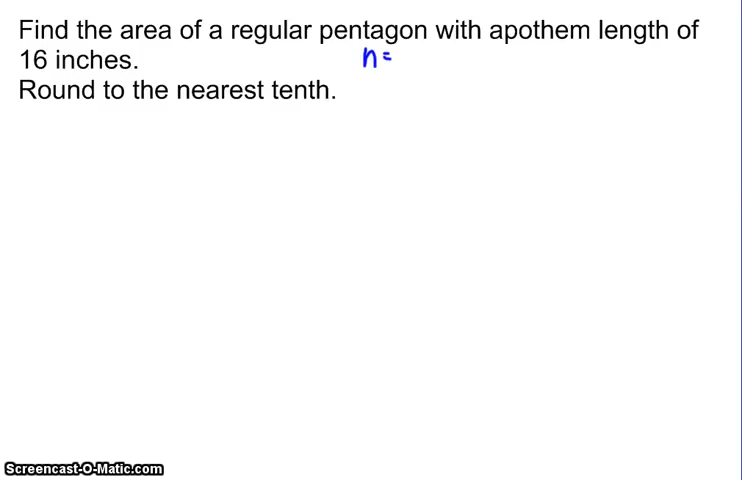 Find the area of a regular pentagon with apothem length of
16 inches. n=
Round to the nearest tenth.
Screencast-O-Matic.com